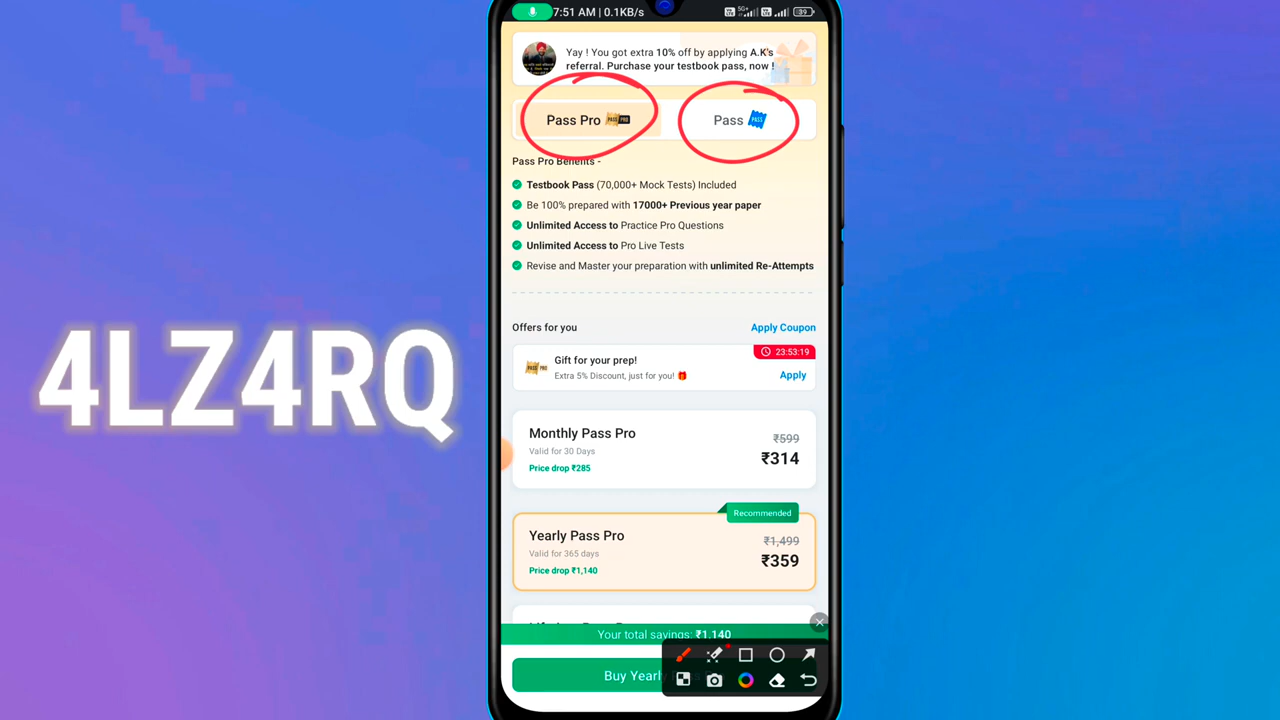 7:51 AM | 0.1KB/s
5G+
39
Yay ! You got extra 10% off by applying A.K's
referral. Purchase your testbook pass, now !
Pass Pro PASS PRO
Pass PASS
Pass Pro Benefits -
Testbook Pass (70,000+ Mock Tests) Included
Be 100% prepared with 17000+ Previous year paper
Unlimited Access to Practice Pro Questions
Unlimited Access to Pro Live Tests
Revise and Master your preparation with unlimited Re-Attempts
Offers for you
Apply Coupon
23:53:19
PASS PRO
Gift for your prep!
Extra 5% Discount, just for you! 🎁
Apply
4LZ4RQ
Monthly Pass Pro
₹599
Valid for 30 Days
₹314
Price drop ₹285
Recommended
Yearly Pass Pro
₹1,499
Valid for 365 days
₹359
Price drop ₹1,140
Your total savings: ₹1,140
Buy Yearl